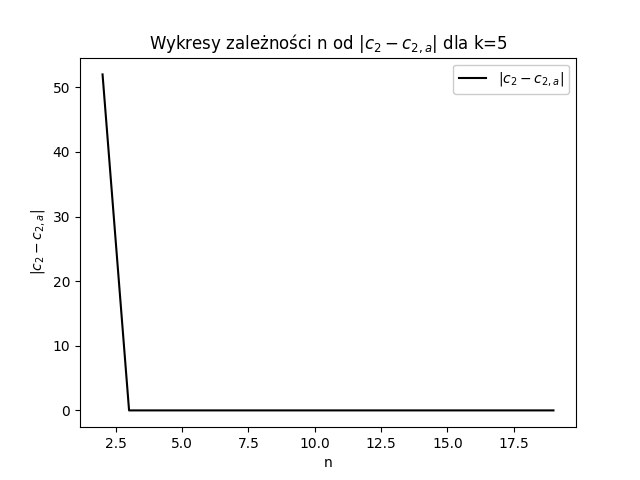 Wykresy zależności n od |c₂ − c₂,ₐ| dla k=5
|c₂ − c₂,ₐ|
50
40
30
20
10
0
|c₂ − c₂,ₐ|
2.5 5.0 7.5 10.0 12.5 15.0 17.5
n